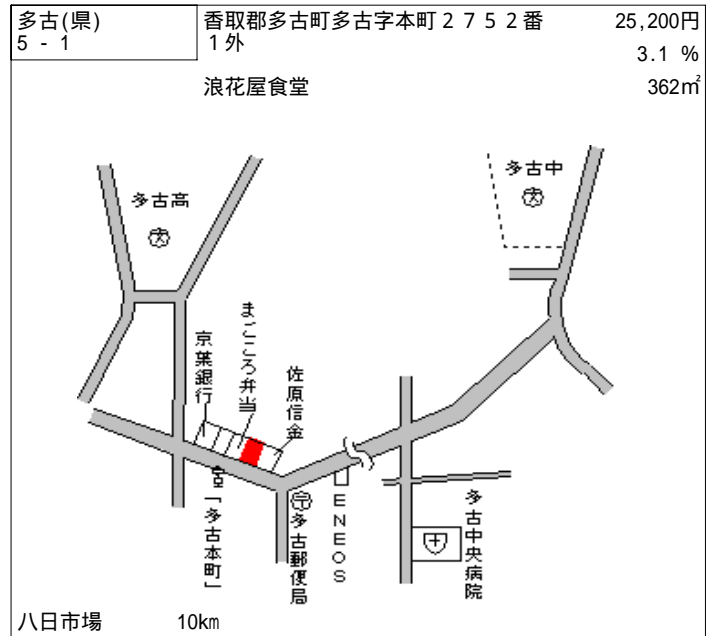 多古(県)
5 - 1
香取郡多古町多古字本町２７５２番
１外
25,200円
3.1 %
浪花屋食堂
362㎡
多古高
多古中
京葉銀行
まごころ弁当
佐原信金
「多古本町」
多古郵便局
ENEOS
多古中央病院
八日市場
10km